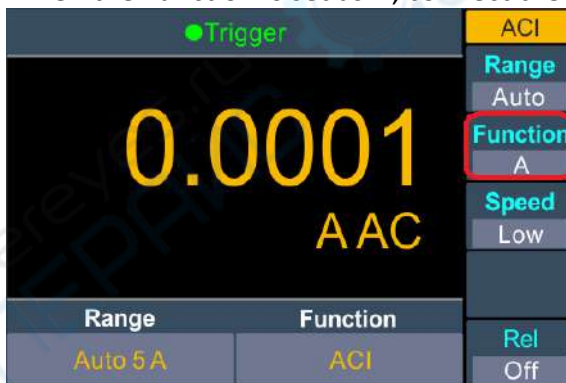 Trigger
ACI
Range
Auto
Function
A
Speed
Low
0.0001
A AC
Range
Function
Auto 5 A
ACI
Rel
Off